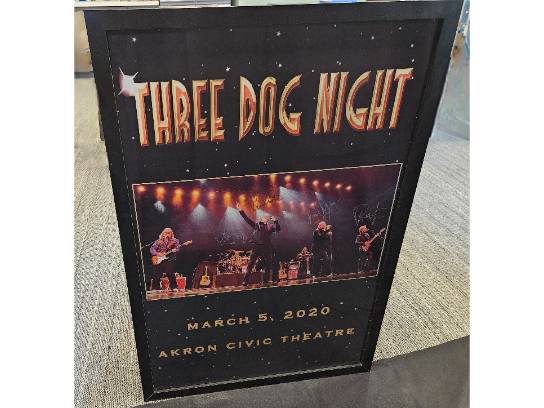 THREE DOG NIGHT
MARCH 5, 2020
AKRON CIVIC THEATRE